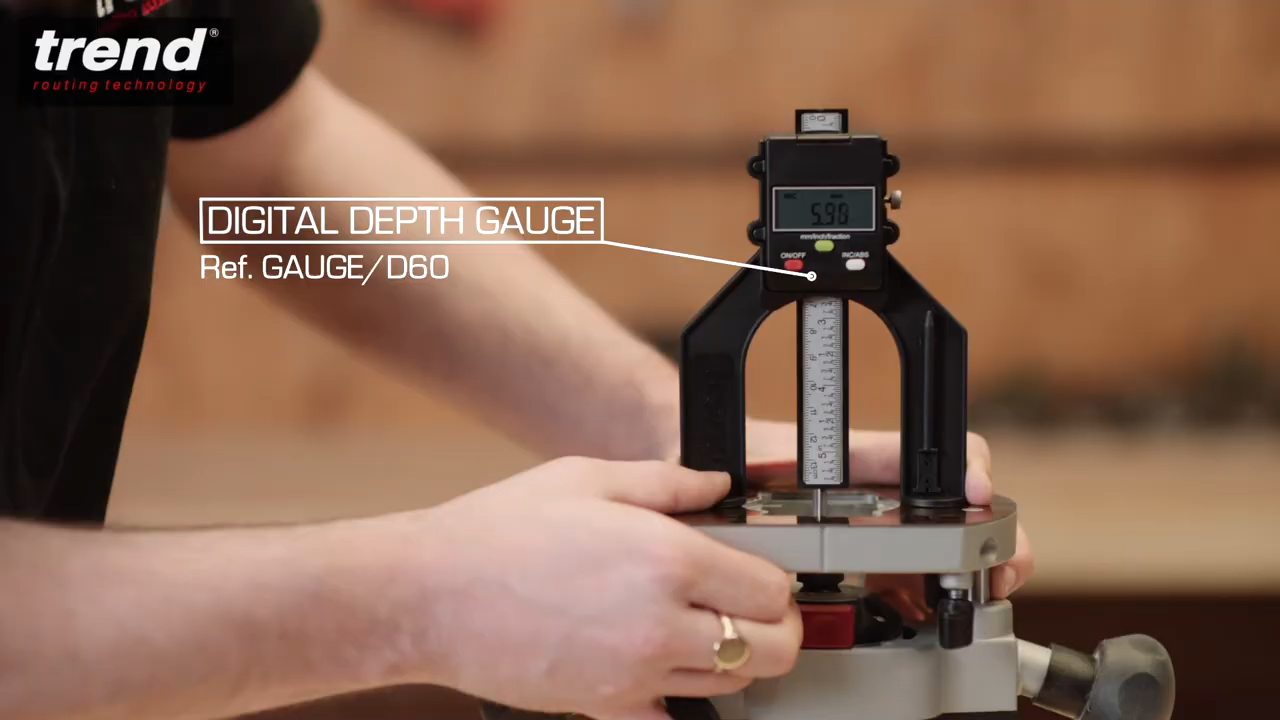 trend®
routing technology
DIGITAL DEPTH GAUGE
Ref. GAUGE/D60
5.90
mm/inch/fraction
ON/OFF
INC/ABS